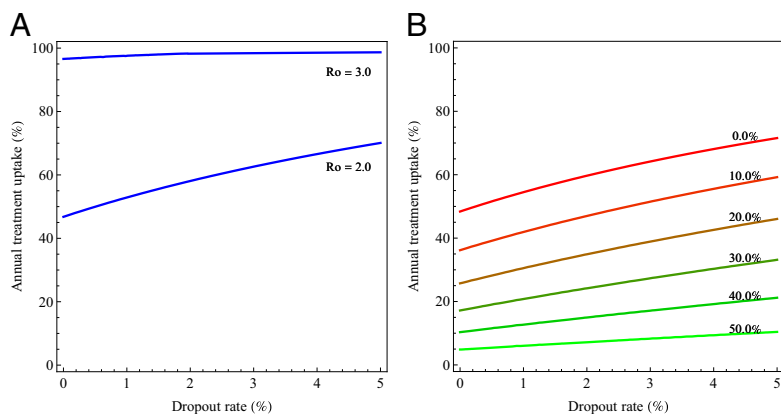 A
Annual treatment uptake (%)
100
80
60
40
20
0
Ro = 3.0
Ro = 2.0
0 1 2 3 4 5
Dropout rate (%)
B
Annual treatment uptake (%)
100
80
60
40
20
0
0.0%
10.0%
20.0%
30.0%
40.0%
50.0%
0 1 2 3 4 5
Dropout rate (%)